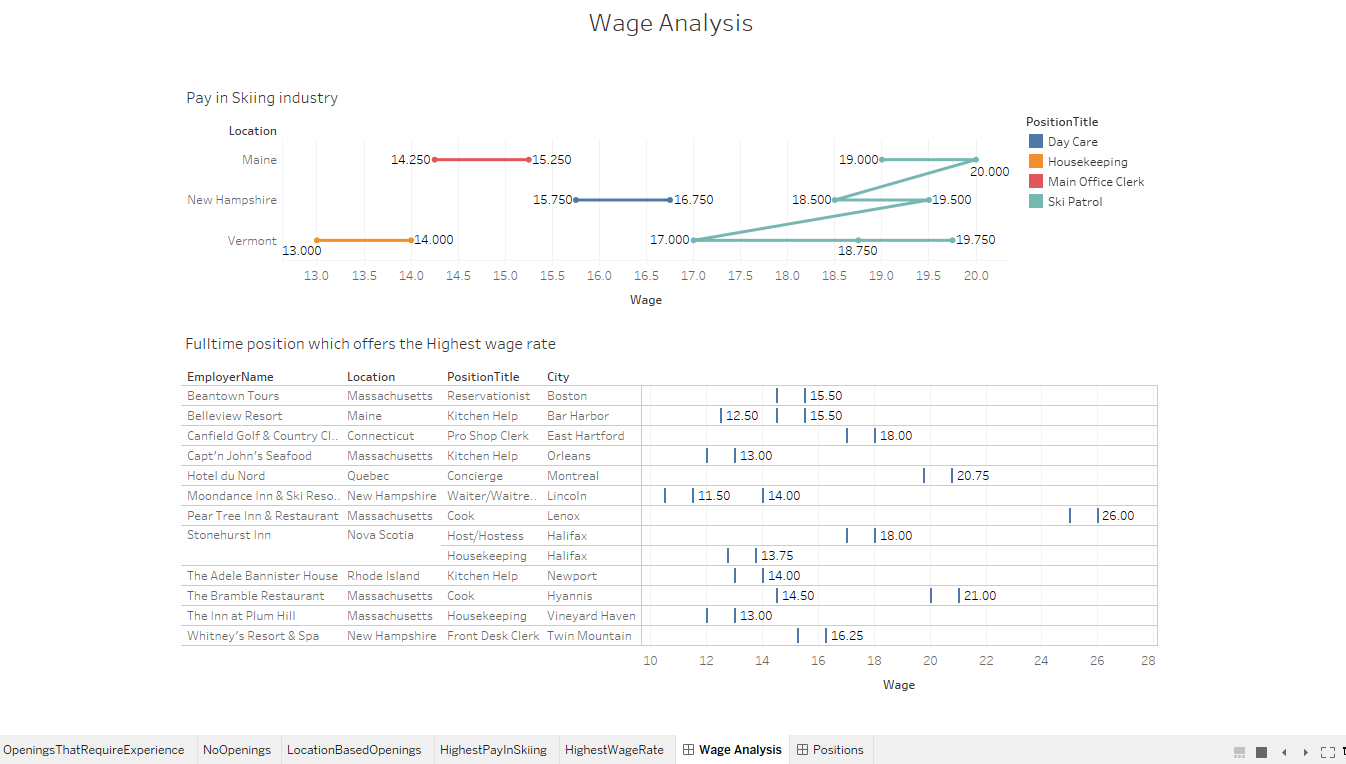 Wage Analysis
Pay in Skiing industry
Location
Maine
14.250 15.250 19.000 20.000
New Hampshire
15.750 16.750 18.500 19.500
Vermont
13.000 14.000 17.000 18.750 19.750
13.0 13.5 14.0 14.5 15.0 15.5 16.0 16.5 17.0 17.5 18.0 18.5 19.0 19.5 20.0
Wage
PositionTitle
Day Care
Housekeeping
Main Office Clerk
Ski Patrol
Fulltime position which offers the Highest wage rate
EmployerName Location PositionTitle City
Beantown Tours Massachusetts Reservationist Boston 15.50
Belleview Resort Maine Kitchen Help Bar Harbor 12.50 15.50
Canfield Golf & Country Cl.. Connecticut Pro Shop Clerk East Hartford 18.00
Capt'n John's Seafood Massachusetts Kitchen Help Orleans 13.00
Hotel du Nord Quebec Concierge Montreal 20.75
Moondance Inn & Ski Reso.. New Hampshire Waiter/Waitre.. Lincoln 11.50 14.00
Pear Tree Inn & Restaurant Massachusetts Cook Lenox 26.00
Stonehurst Inn Nova Scotia Host/Hostess Halifax 18.00
Housekeeping Halifax 13.75
The Adele Bannister House Rhode Island Kitchen Help Newport 14.00
The Bramble Restaurant Massachusetts Cook Hyannis 14.50 21.00
The Inn at Plum Hill Massachusetts Housekeeping Vineyard Haven 13.00
Whitney's Resort & Spa New Hampshire Front Desk Clerk Twin Mountain 16.25
10 12 14 16 18 20 22 24 26 28
Wage
OpeningsThatRequireExperience NoOpenings LocationBasedOpenings HighestPayInSkiing HighestWageRate Wage Analysis Positions